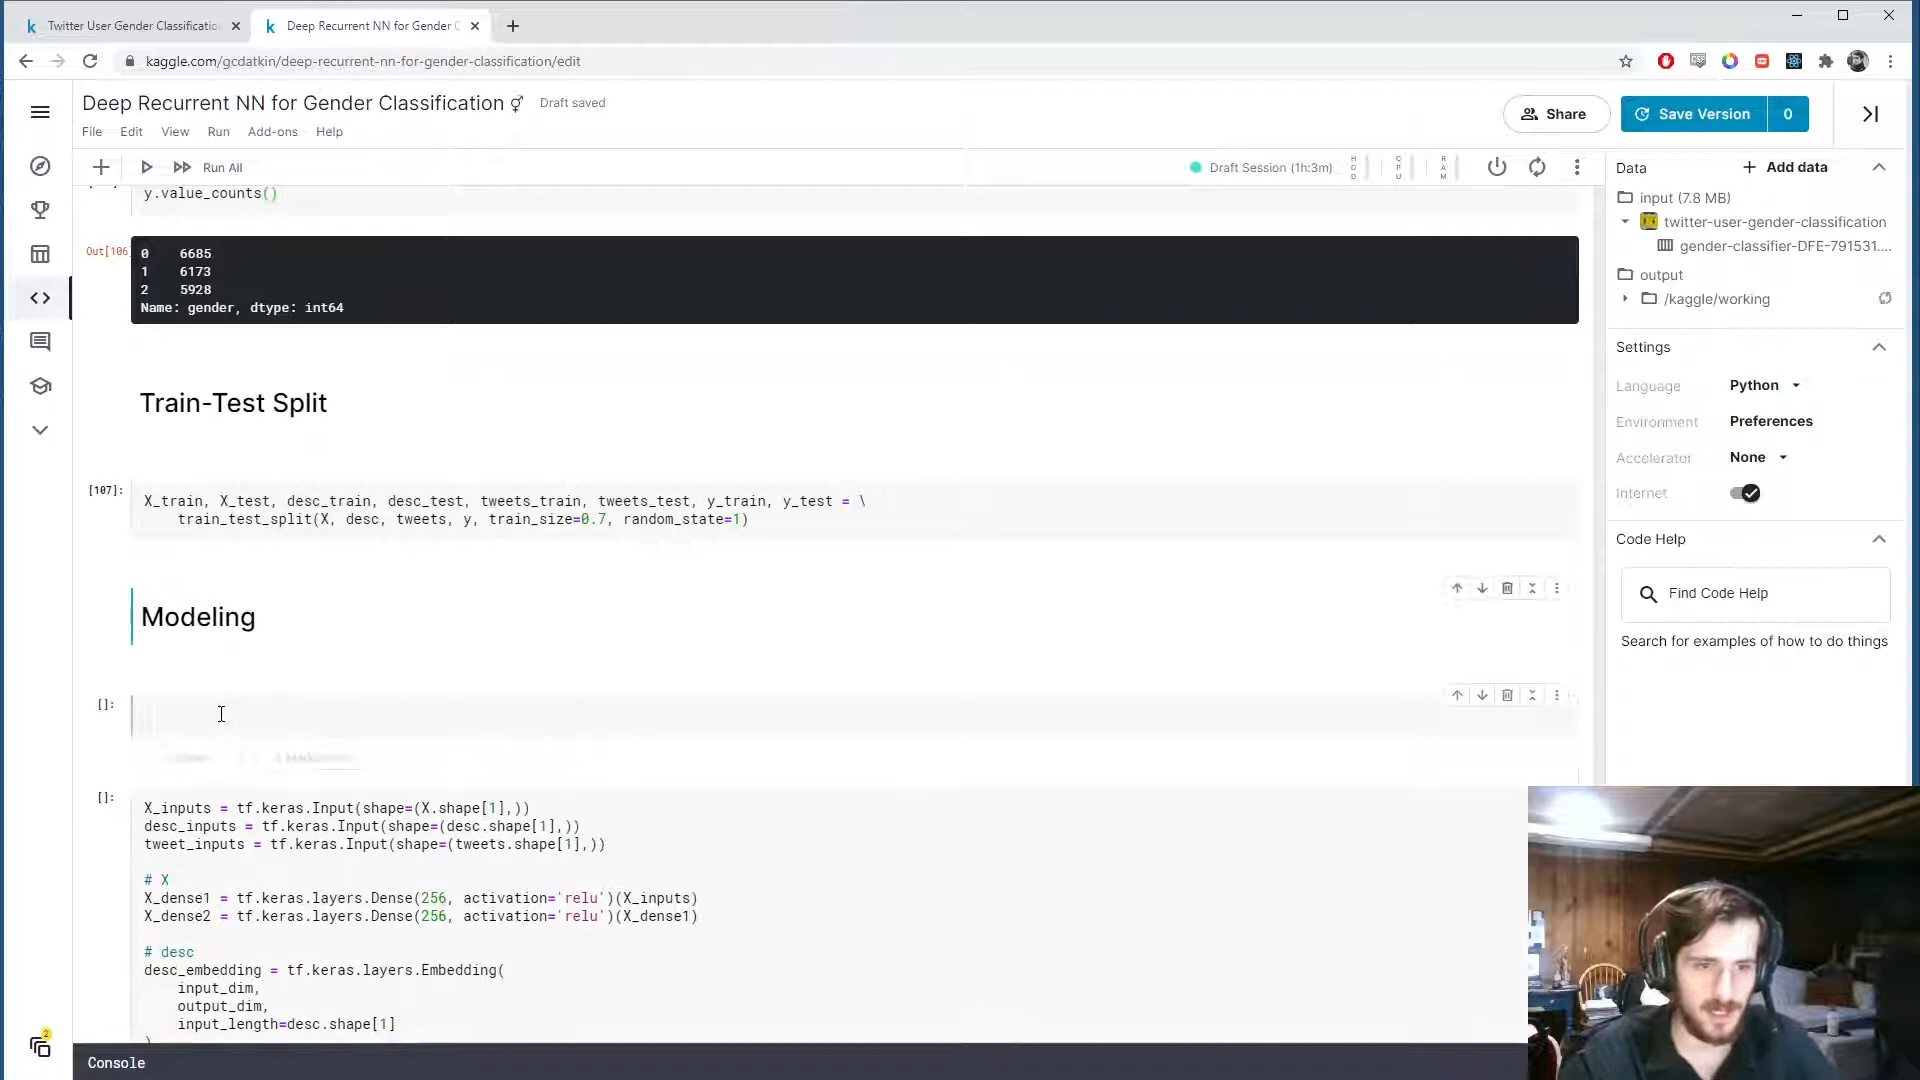 Twitter User Gender Classificatio
Deep Recurrent NN for Gender C
kaggle.com/gcdatkin/deep-recurrent-nn-for-gender-classification/edit
Deep Recurrent NN for Gender Classification ⚥
Draft saved
Share
Save Version
0
File
Edit
View
Run
Add-ons
Help
Run All
Draft Session (1h:3m)
HDD
CPU
RAM
y.value_counts()
Out[106
0    6685
1    6173
2    5928
Name: gender, dtype: int64
Train-Test Split
[107]:
X_train, X_test, desc_train, desc_test, tweets_train, tweets_test, y_train, y_test = \
    train_test_split(X, desc, tweets, y, train_size=0.7, random_state=1)
Modeling
[]:
[]:
X_inputs = tf.keras.Input(shape=(X.shape[1],))
desc_inputs = tf.keras.Input(shape=(desc.shape[1],))
tweet_inputs = tf.keras.Input(shape=(tweets.shape[1],))
# X
X_dense1 = tf.keras.layers.Dense(256, activation='relu')(X_inputs)
X_dense2 = tf.keras.layers.Dense(256, activation='relu')(X_dense1)
# desc
desc_embedding = tf.keras.layers.Embedding(
    input_dim,
    output_dim,
    input_length=desc.shape[1]
)
Console
Data
Add data
input (7.8 MB)
twitter-user-gender-classification
gender-classifier-DFE-791531....
output
/kaggle/working
Settings
Language
Python
Environment
Preferences
Accelerator
None
Internet
Code Help
Find Code Help
Search for examples of how to do things
2